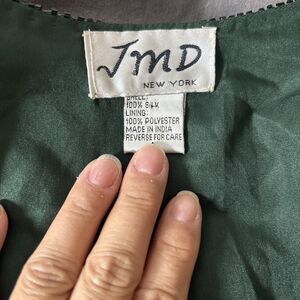 JMD
NEW YORK
SHELL:
100% SILK
LINING:
100% POLYESTER
MADE IN INDIA
REVERSE FOR CARE